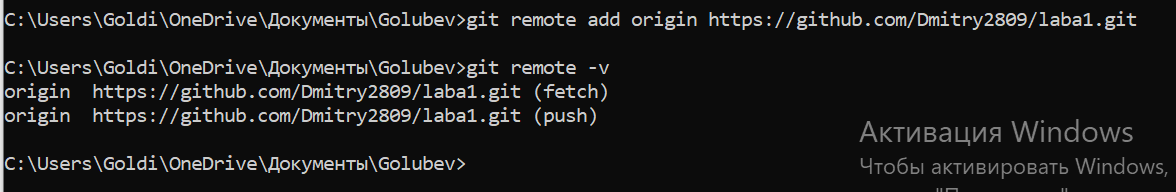 C:\Users\Goldi\OneDrive\Документы\Golubev>git remote add origin https://github.com/Dmitry2809/laba1.git
C:\Users\Goldi\OneDrive\Документы\Golubev>git remote -v
origin  https://github.com/Dmitry2809/laba1.git (fetch)
origin  https://github.com/Dmitry2809/laba1.git (push)
Активация Windows
C:\Users\Goldi\OneDrive\Документы\Golubev>
Чтобы активировать Windows,